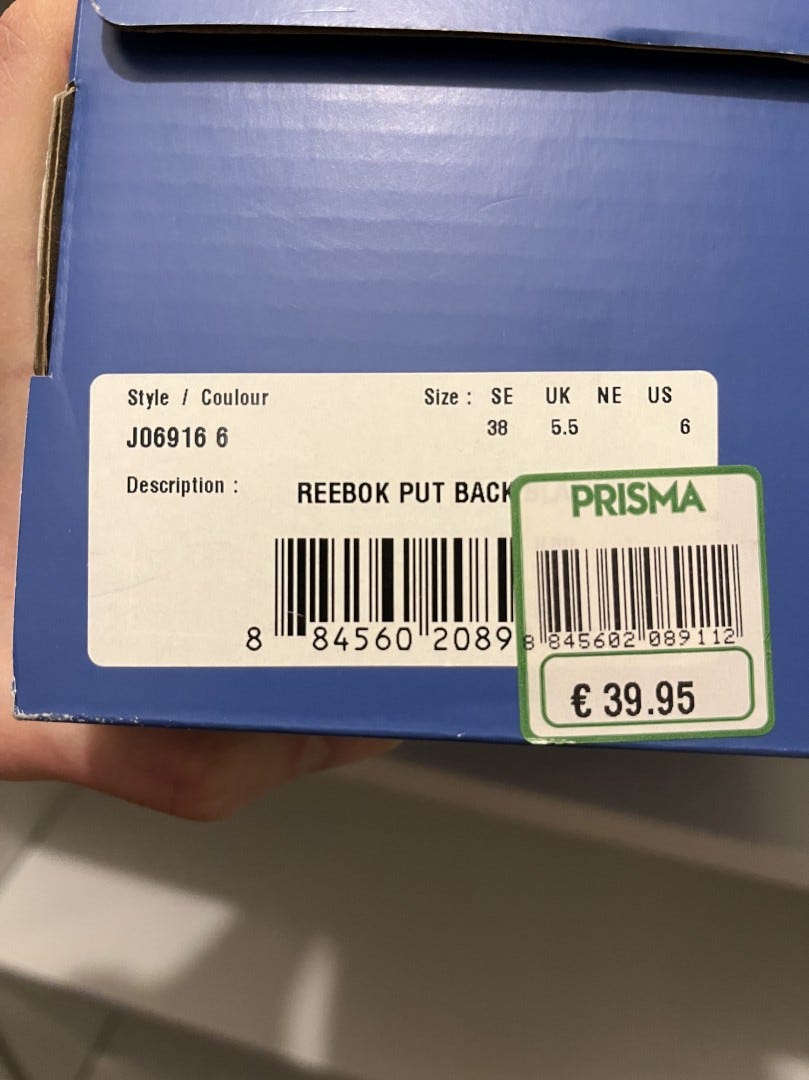 Style / Coulour
Size : SE UK NE US
J06916 6
38 5.5 6
Description :
REEBOK PUT BACK
8 84560 2089
PRISMA
8 845602 089112
€ 39.95